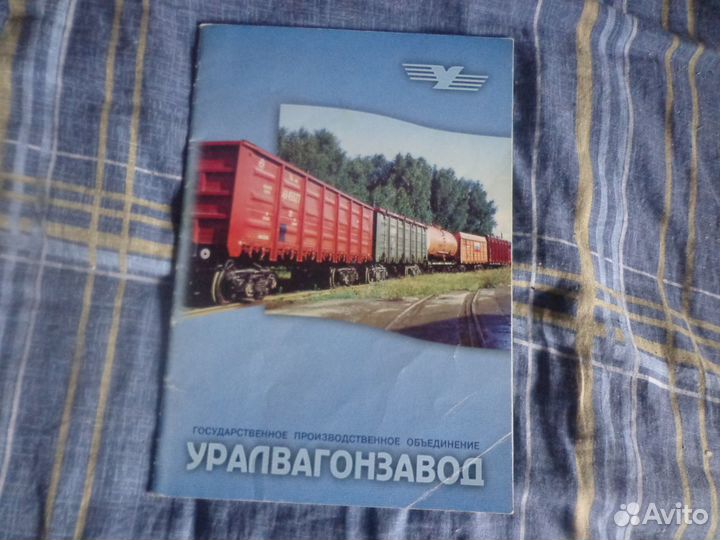 ГОСУДАРСТВЕННОЕ ПРОИЗВОДСТВЕННОЕ ОБЪЕДИНЕНИЕ
УРАЛВАГОНЗАВОД
Avito